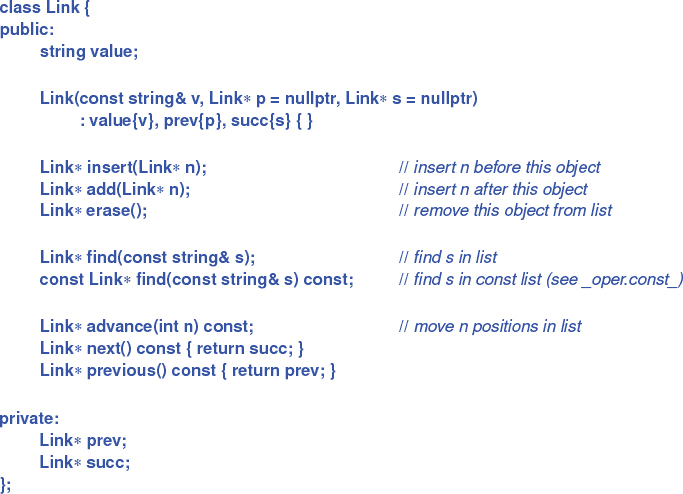 class Link {
public:
string value;
Link(const string& v, Link* p = nullptr, Link* s = nullptr)
: value{v}, prev{p}, succ{s} { }
Link* insert(Link* n); // insert n before this object
Link* add(Link* n); // insert n after this object
Link* erase(); // remove this object from list
Link* find(const string& s); // find s in list
const Link* find(const string& s) const; // find s in const list (see _oper.const_)
Link* advance(int n) const; // move n positions in list
Link* next() const { return succ; }
Link* previous() const { return prev; }
private:
Link* prev;
Link* succ;
};